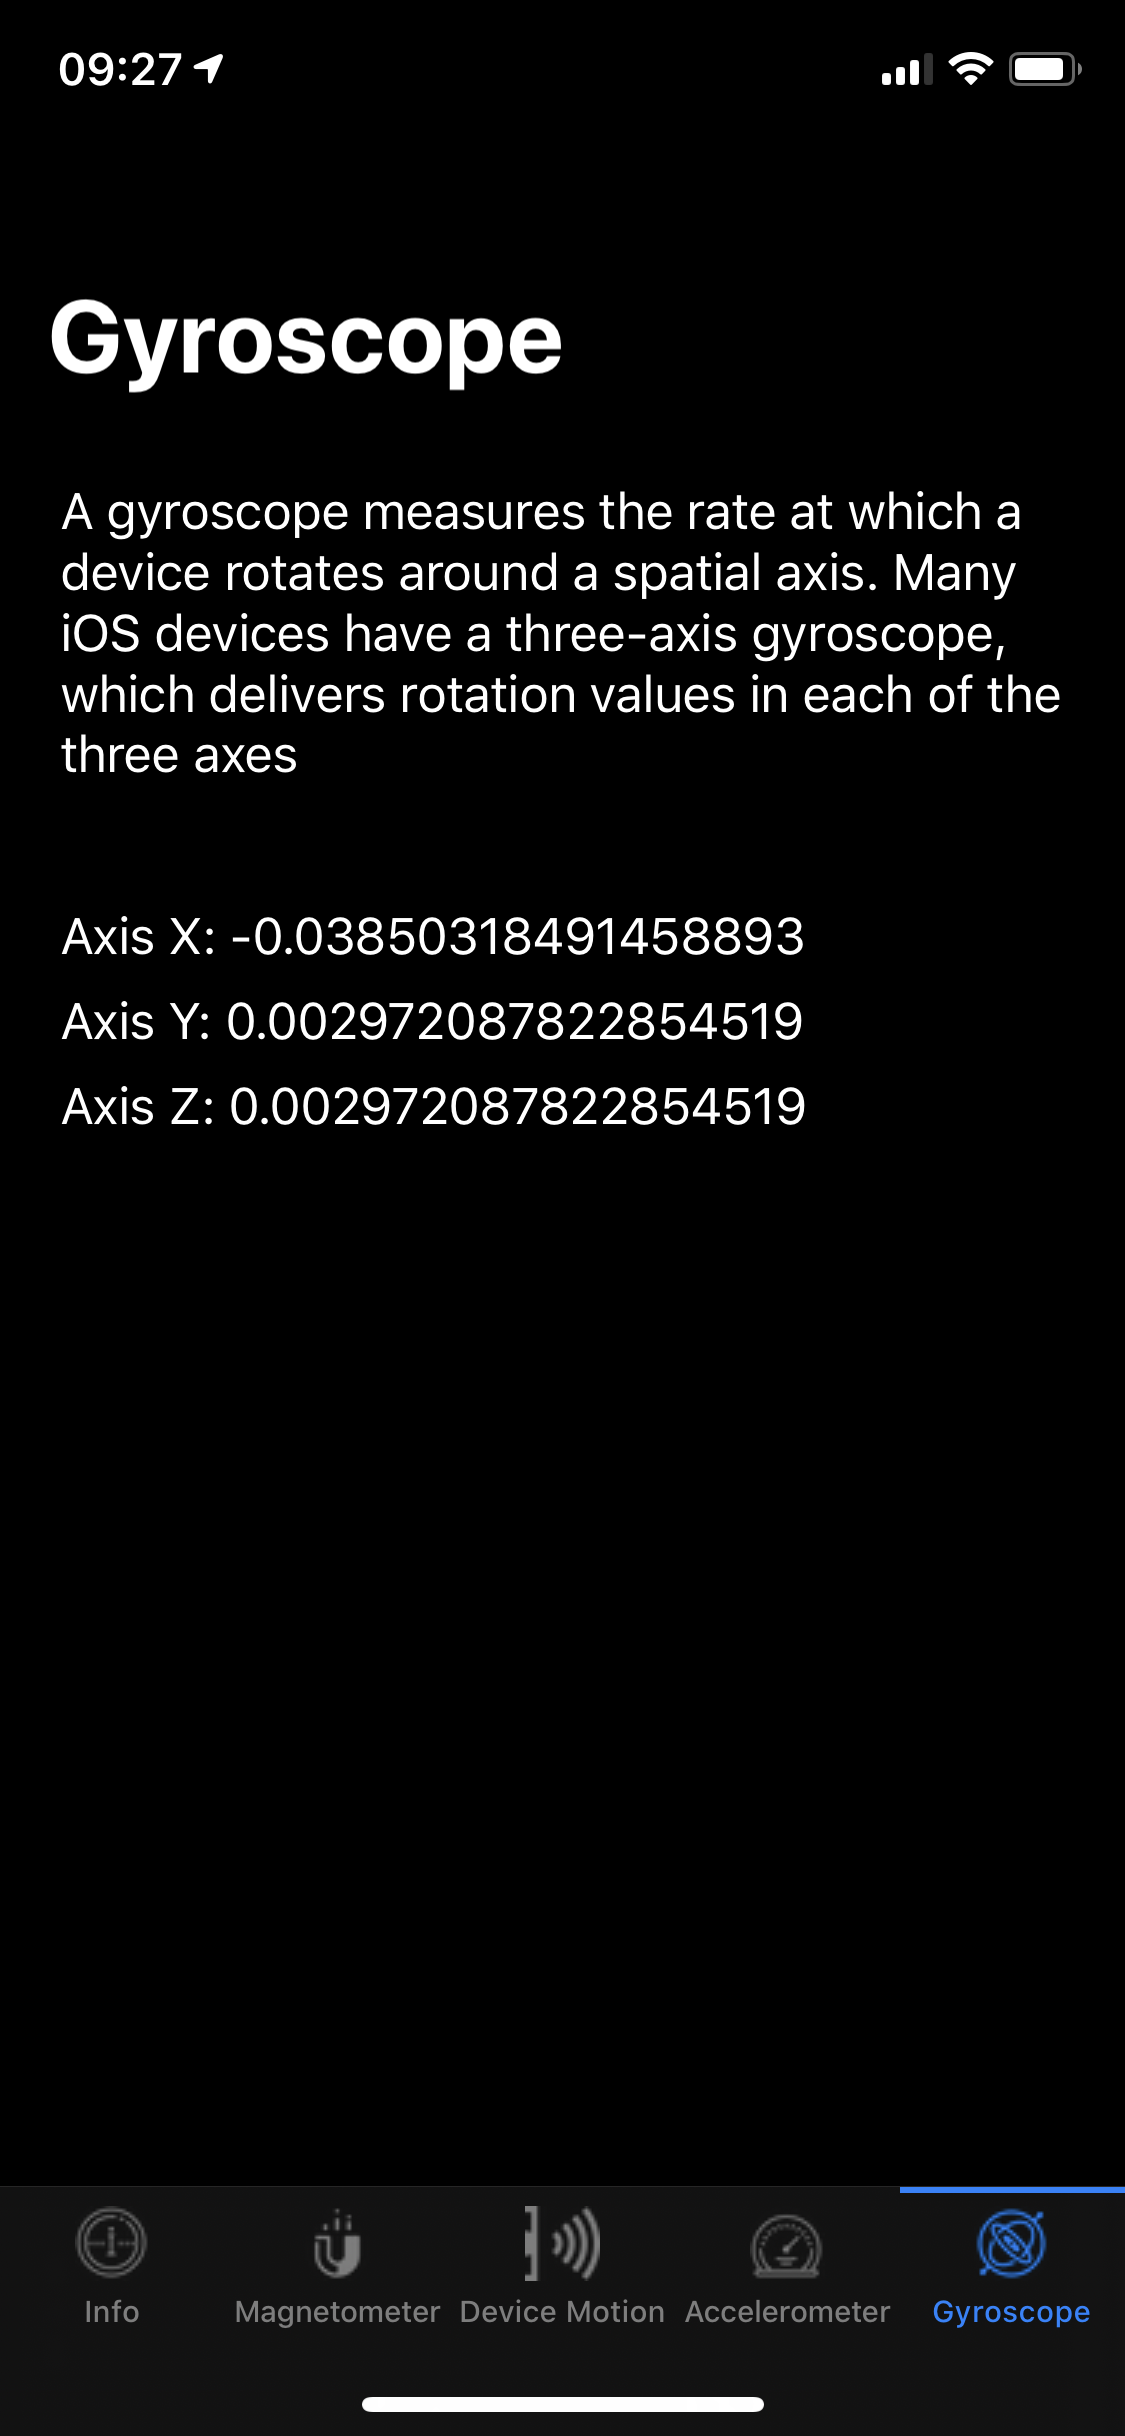 09:27
Gyroscope
A gyroscope measures the rate at which a
device rotates around a spatial axis. Many
iOS devices have a three-axis gyroscope,
which delivers rotation values in each of the
three axes
Axis X: -0.03850318491458893
Axis Y: 0.002972087822854519
Axis Z: 0.002972087822854519
Info
Magnetometer
Device Motion
Accelerometer
Gyroscope